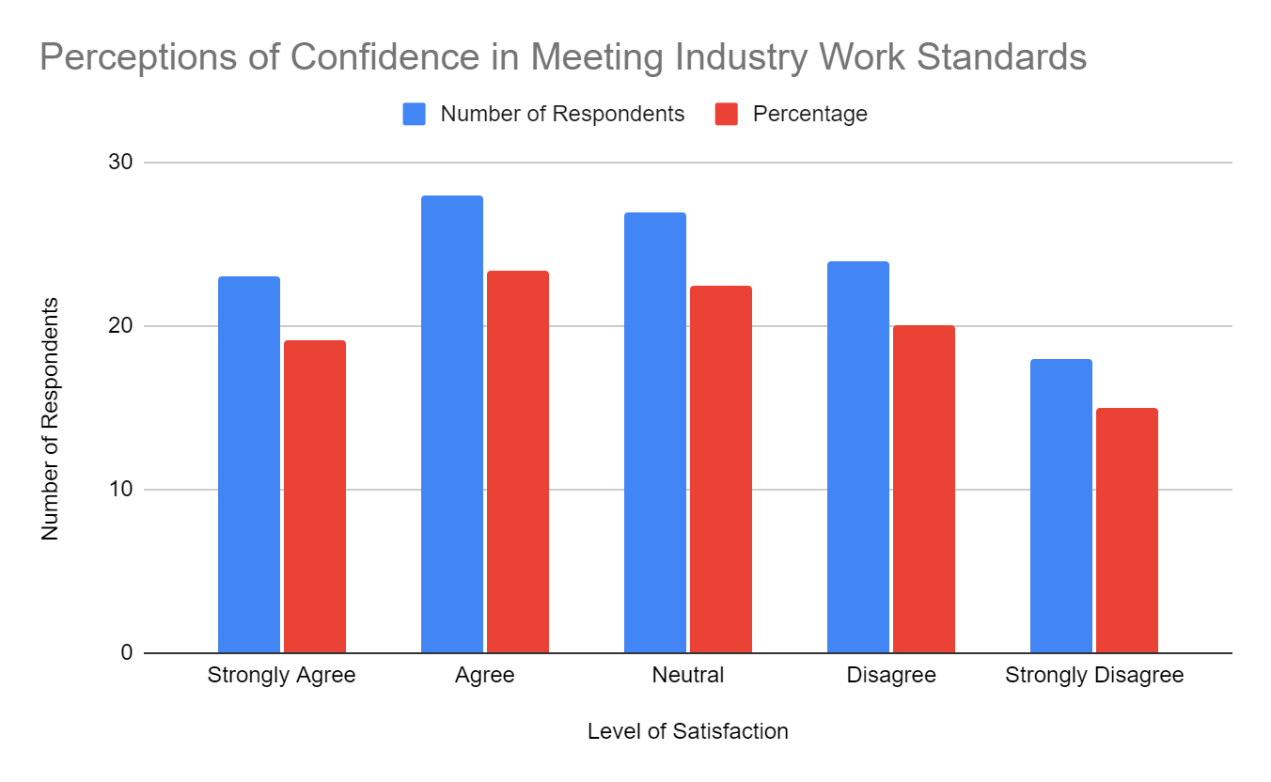 Perceptions of Confidence in Meeting Industry Work Standards
Number of Respondents Percentage
30
20
10
0
Number of Respondents
Strongly Agree Agree Neutral Disagree Strongly Disagree
Level of Satisfaction